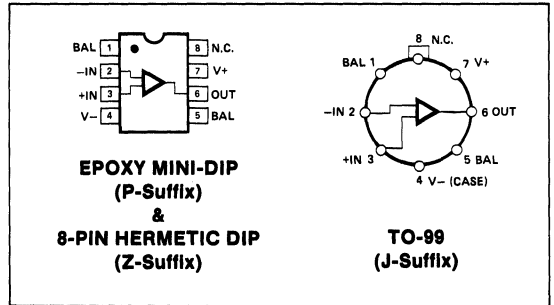 BAL 1
8 N.C.
−IN 2
7 V+
+IN 3
6 OUT
V− 4
5 BAL
EPOXY MINI-DIP
(P-Suffix)
&
8-PIN HERMETIC DIP
(Z-Suffix)
8 N.C.
BAL 1
7 V+
−IN 2
6 OUT
+IN 3
5 BAL
4 V− (CASE)
TO-99
(J-Suffix)